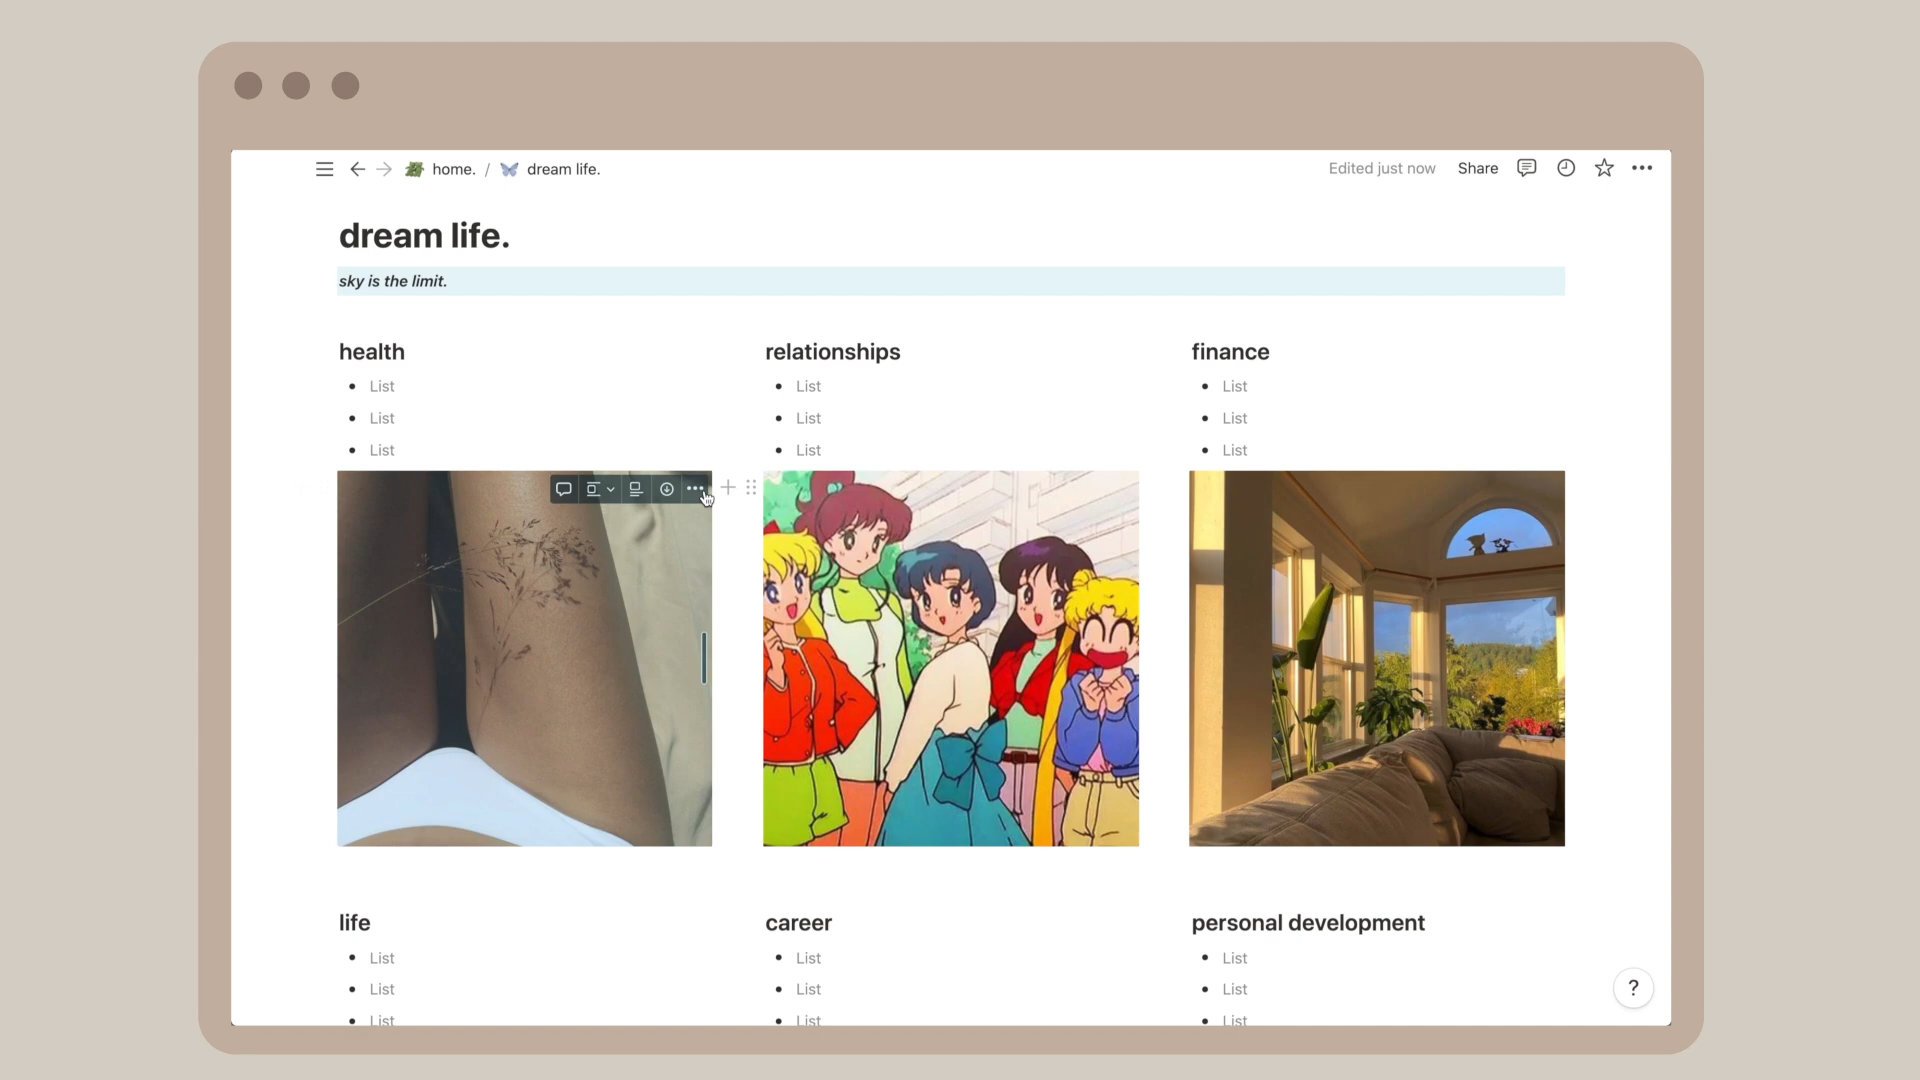 home. / dream life.
Edited just now Share
dream life.
sky is the limit.
health
List
List
List
relationships
List
List
List
finance
List
List
List
life
List
List
List
career
List
List
List
personal development
List
List
List
?